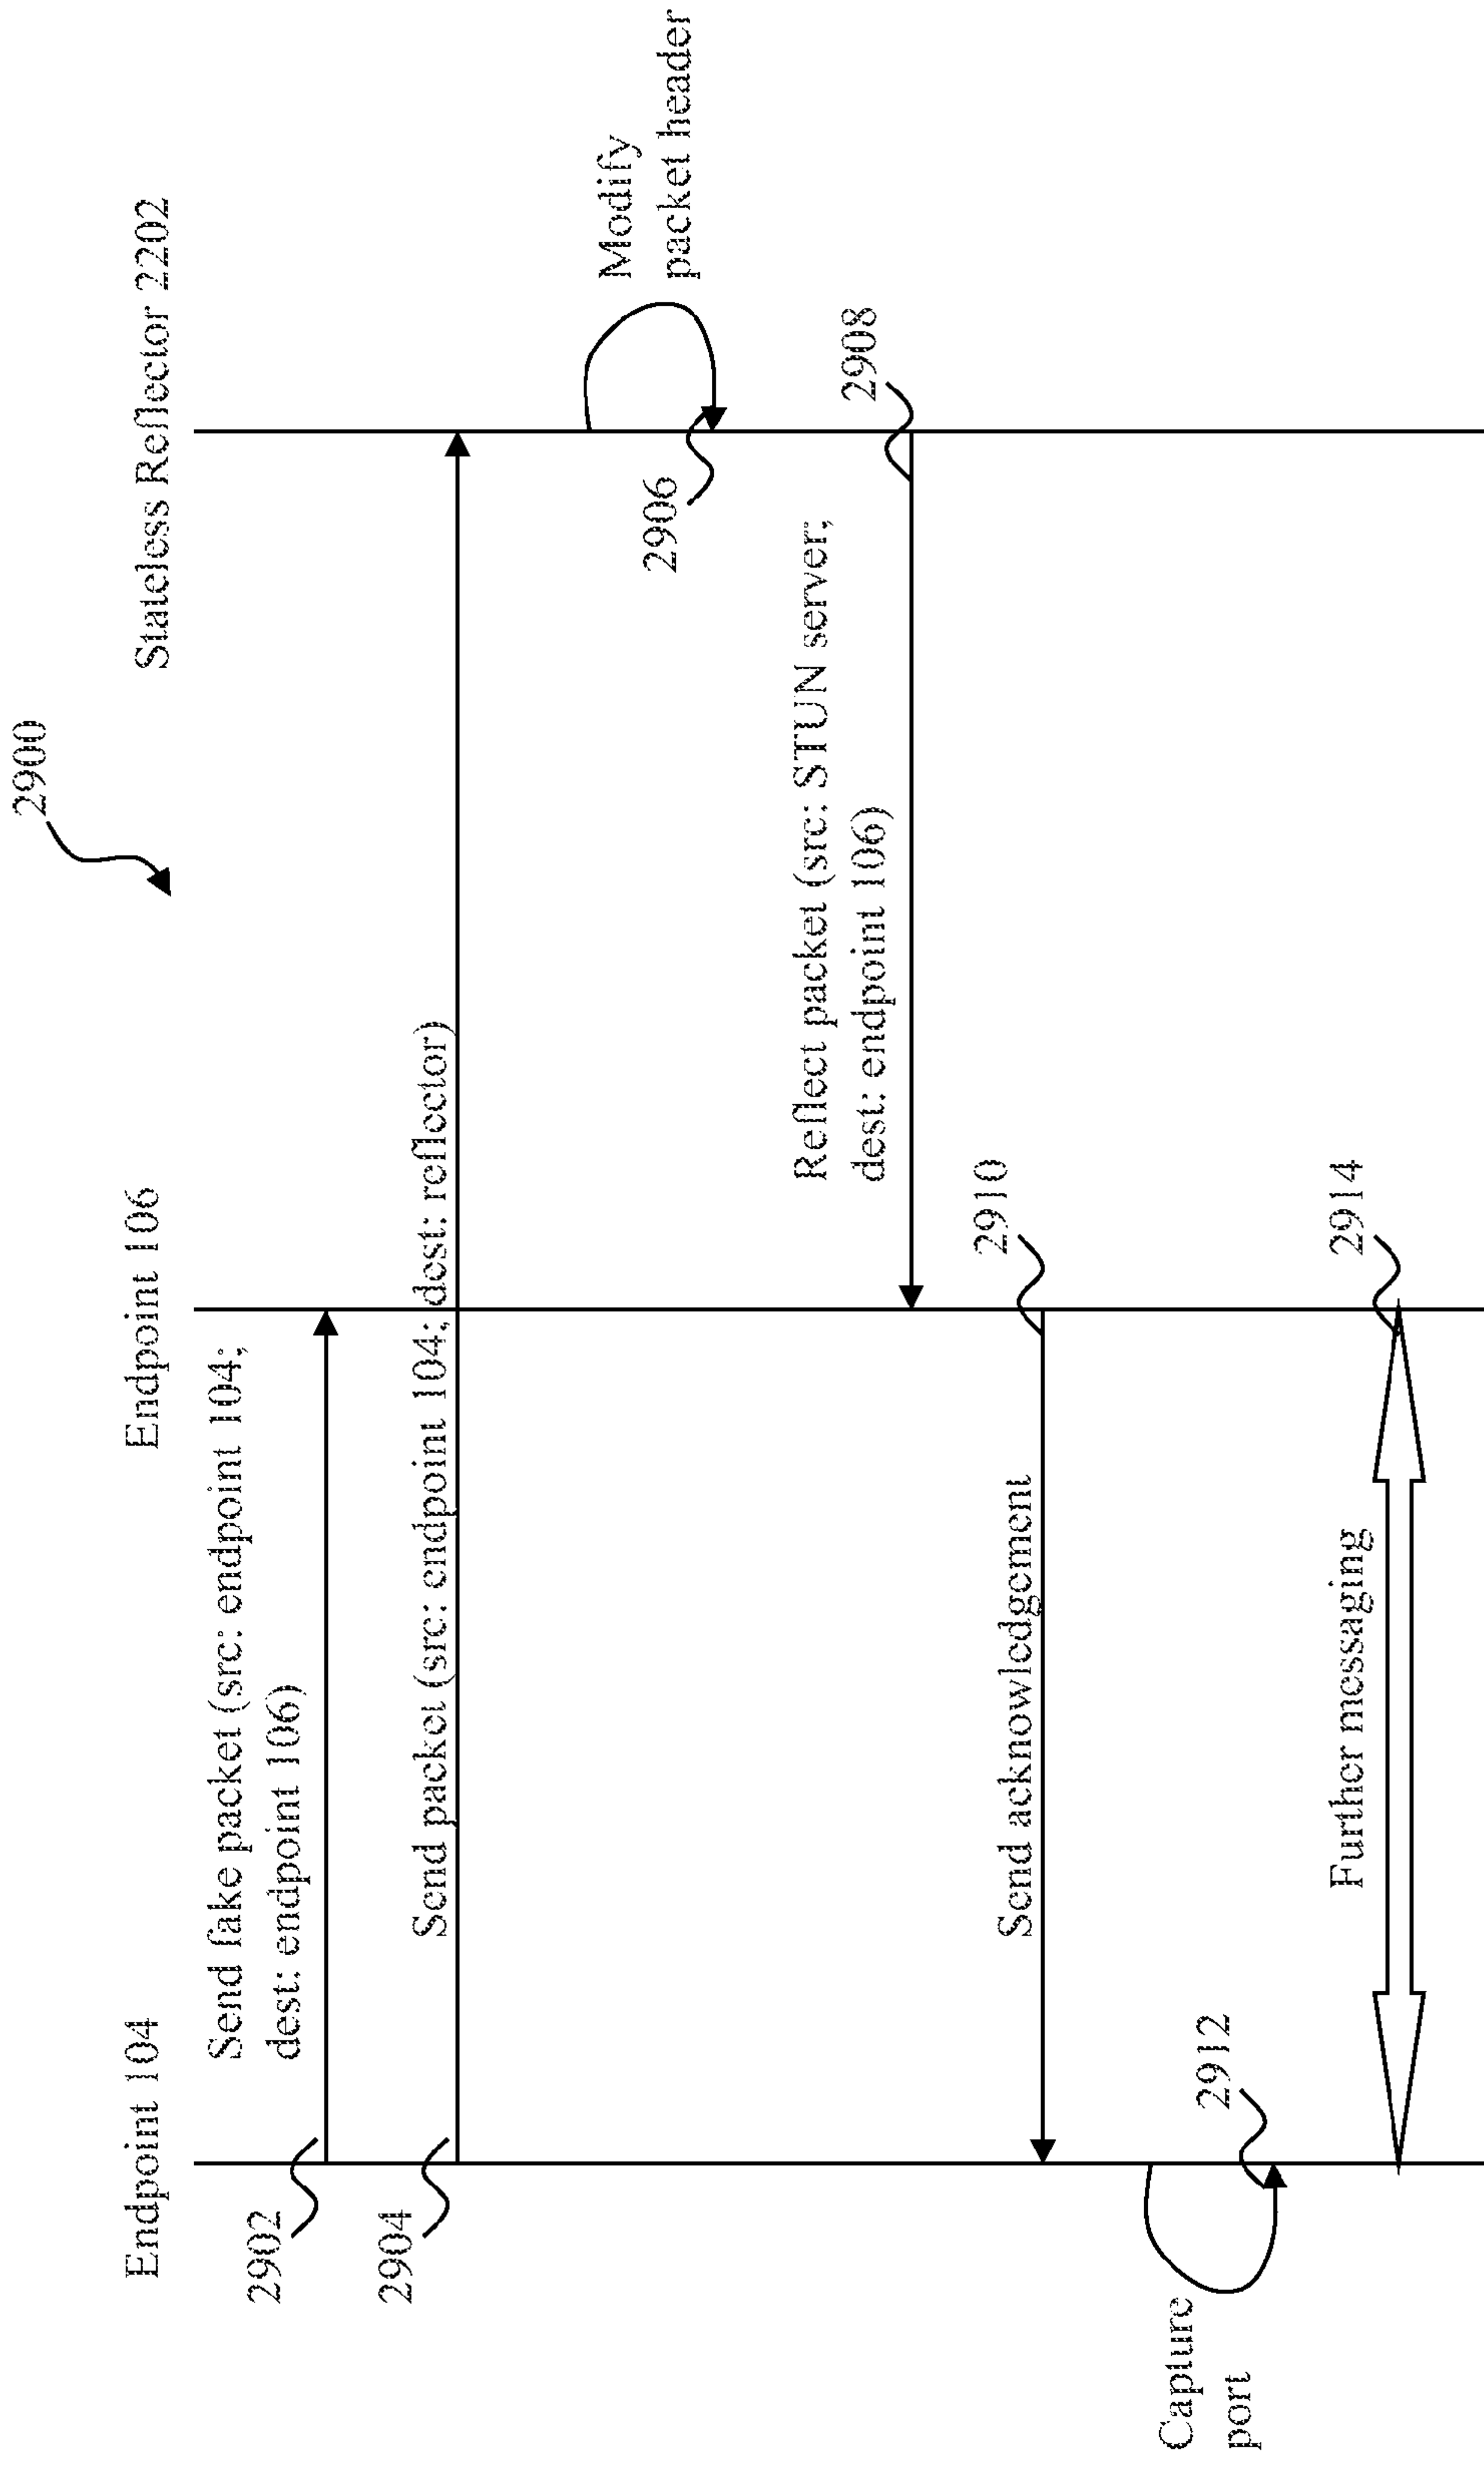 2900
Endpoint 104
Endpoint 106
Stateless Reflector 2202
2902
Send fake packet (src: endpoint 104;
dest: endpoint 106)
2904
Send packet (src: endpoint 104; dest: reflector)
Modify
packet header
2906
2908
Reflect packet (src: STUN server;
dest: endpoint 106)
2910
Send acknowledgement
Capture
port
2912
2914
Further messaging